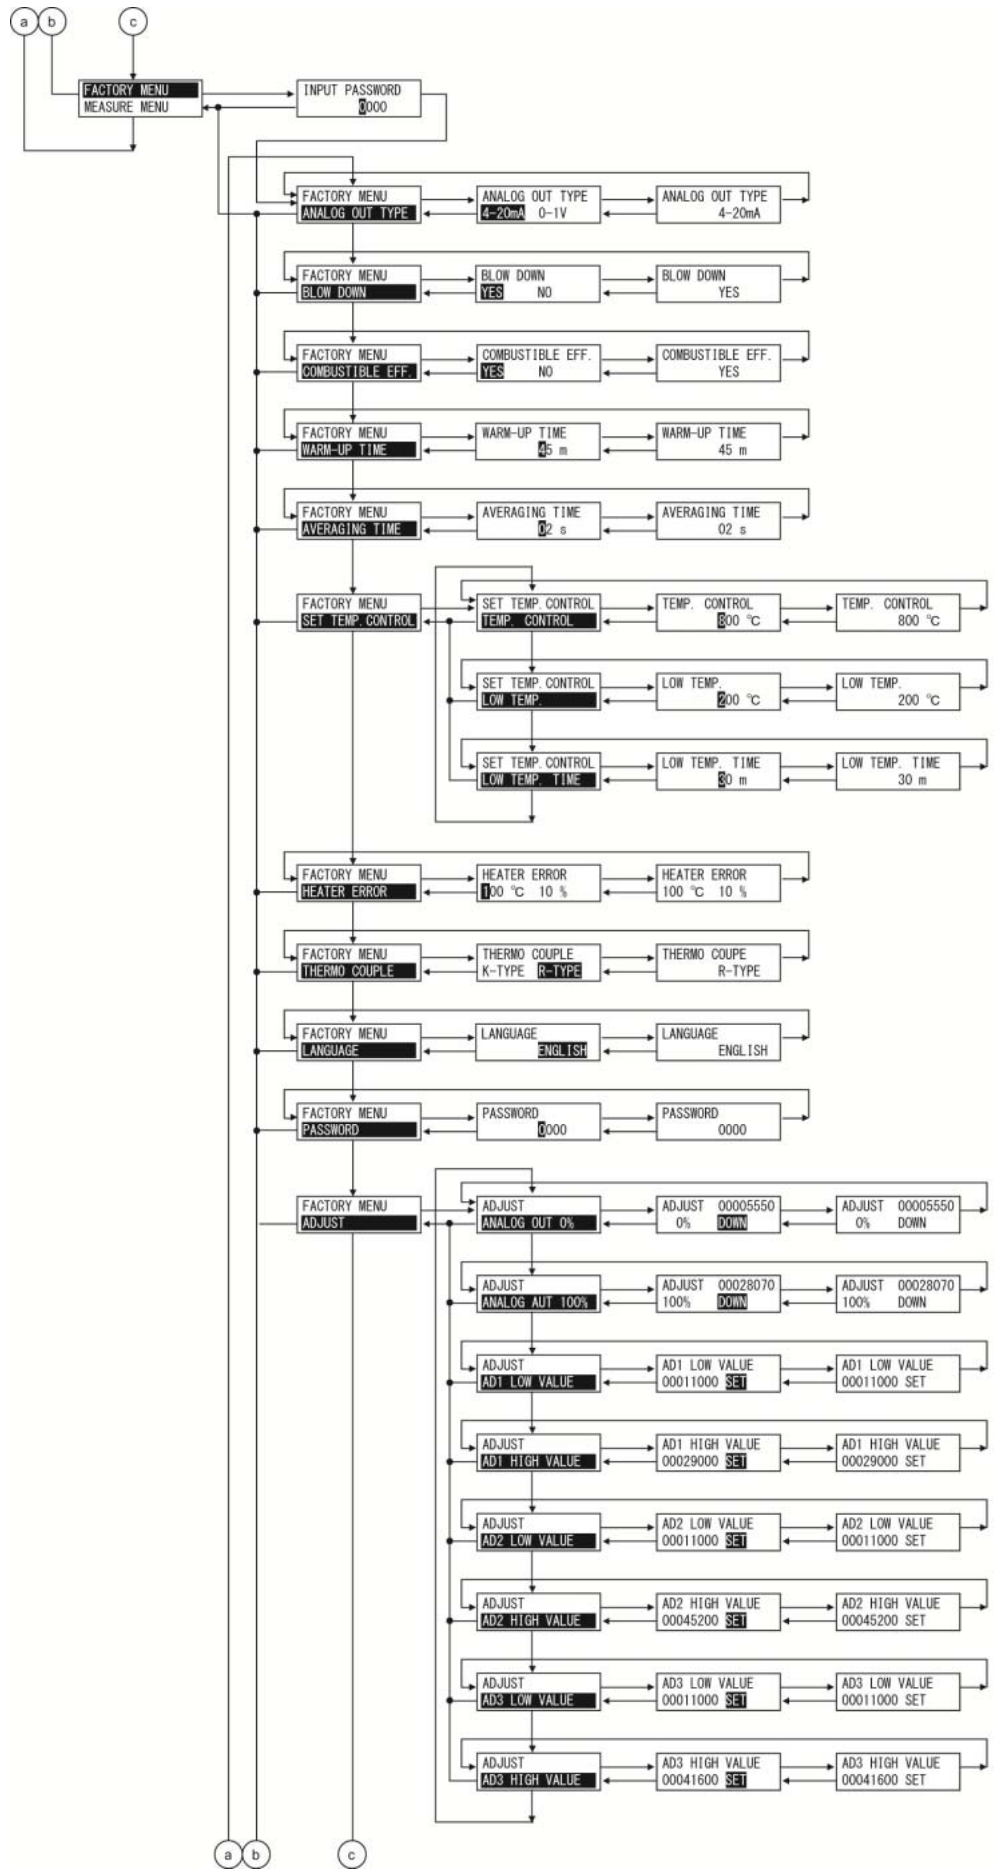 a b c
FACTORY MENU
MEASURE MENU
INPUT PASSWORD
0000
FACTORY MENU
ANALOG OUT TYPE
ANALOG OUT TYPE
4-20mA 0-1V
ANALOG OUT TYPE
4-20mA
FACTORY MENU
BLOW DOWN
BLOW DOWN
YES NO
BLOW DOWN
YES
FACTORY MENU
COMBUSTIBLE EFF.
COMBUSTIBLE EFF.
YES NO
COMBUSTIBLE EFF.
YES
FACTORY MENU
WARM-UP TIME
WARM-UP TIME
45 m
WARM-UP TIME
45 m
FACTORY MENU
AVERAGING TIME
AVERAGING TIME
02 s
AVERAGING TIME
02 s
FACTORY MENU
SET TEMP.CONTROL
SET TEMP.CONTROL
TEMP. CONTROL
TEMP. CONTROL
800 ℃
TEMP. CONTROL
800 ℃
SET TEMP.CONTROL
LOW TEMP.
LOW TEMP.
200 ℃
LOW TEMP.
200 ℃
SET TEMP.CONTROL
LOW TEMP. TIME
LOW TEMP. TIME
30 m
LOW TEMP. TIME
30 m
FACTORY MENU
HEATER ERROR
HEATER ERROR
100 ℃ 10 %
HEATER ERROR
100 ℃ 10 %
FACTORY MENU
THERMO COUPLE
THERMO COUPLE
K-TYPE R-TYPE
THERMO COUPE
R-TYPE
FACTORY MENU
LANGUAGE
LANGUAGE
ENGLISH
LANGUAGE
ENGLISH
FACTORY MENU
PASSWORD
PASSWORD
0000
PASSWORD
0000
FACTORY MENU
ADJUST
ADJUST
ANALOG OUT 0%
ADJUST 00005550
0% DOWN
ADJUST 00005550
0% DOWN
ADJUST
ANALOG AUT 100%
ADJUST 00028070
100% DOWN
ADJUST 00028070
100% DOWN
ADJUST
AD1 LOW VALUE
AD1 LOW VALUE
00011000 SET
AD1 LOW VALUE
00011000 SET
ADJUST
AD1 HIGH VALUE
AD1 HIGH VALUE
00029000 SET
AD1 HIGH VALUE
00029000 SET
ADJUST
AD2 LOW VALUE
AD2 LOW VALUE
00011000 SET
AD2 LOW VALUE
00011000 SET
ADJUST
AD2 HIGH VALUE
AD2 HIGH VALUE
00045200 SET
AD2 HIGH VALUE
00045200 SET
ADJUST
AD3 LOW VALUE
AD3 LOW VALUE
00011000 SET
AD3 LOW VALUE
00011000 SET
ADJUST
AD3 HIGH VALUE
AD3 HIGH VALUE
00041600 SET
AD3 HIGH VALUE
00041600 SET
a b c